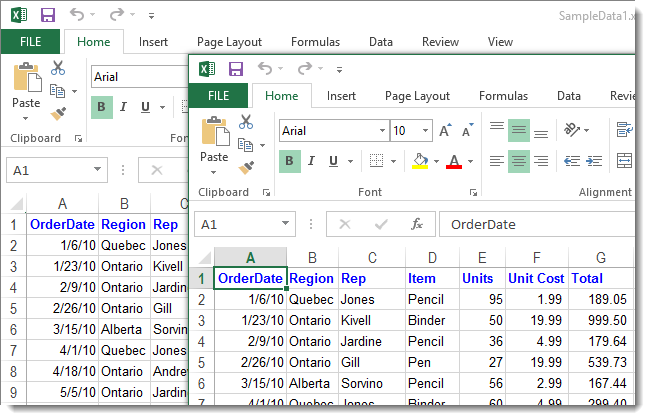 SampleData1.x
FILE Home Insert Page Layout Formulas Data Review View
Arial
Paste
B
Clipboard
A1
A B
1 OrderDate Region Rep
2 1/6/10 Quebec Jones
3 1/23/10 Ontario Kivell
4 2/9/10 Ontario Jardin
5 2/26/10 Ontario Gill
6 3/15/10 Alberta Sorvin
7 4/1/10 Quebec Jones
8 4/18/10 Ontario Andre
9 5/5/10 Ontario Jardin
FILE Home Insert Page Layout Formulas Data Revie
Arial 10 A A
Paste
B I U A
Clipboard Font Alignment
A1 fx OrderDate
A B C D E F G
1 OrderDate Region Rep Item Units Unit Cost Total
2 1/6/10 Quebec Jones Pencil 95 1.99 189.05
3 1/23/10 Ontario Kivell Binder 50 19.99 999.50
4 2/9/10 Ontario Jardine Pencil 36 4.99 179.64
5 2/26/10 Ontario Gill Pen 27 19.99 539.73
6 3/15/10 Alberta Sorvino Pencil 56 2.99 167.44
7 4/1/10 Quebec Jones Binder 60 4.99 299.40